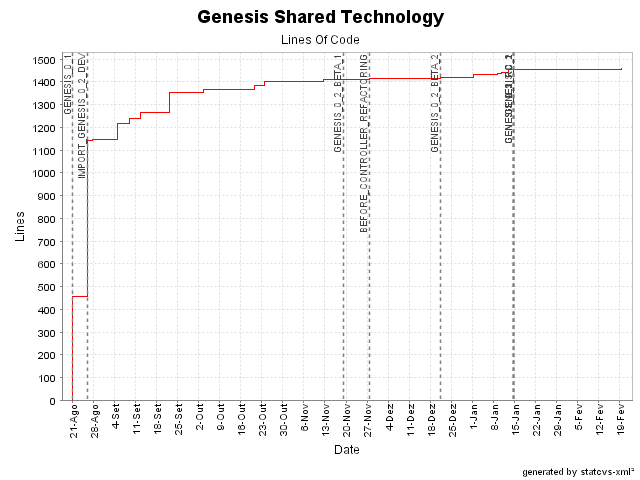 Genesis Shared Technology
Lines Of Code
Lines
1500
1400
1300
1200
1100
1000
900
800
700
600
500
400
300
200
100
0
GENESIS_0_1
IMPORT_GENESIS_0_2_DEV
GENESIS_0_2_BETA_1
BEFORE_CONTROLLER_REFACTORING
GENESIS_0_2_BETA_2
21-Ago
28-Ago
4-Set
11-Set
18-Set
25-Set
2-Out
9-Out
16-Out
23-Out
30-Out
6-Nov
13-Nov
20-Nov
27-Nov
4-Dez
11-Dez
18-Dez
25-Dez
1-Jan
8-Jan
15-Jan
22-Jan
29-Jan
5-Fev
12-Fev
19-Fev
Date
generated by statcvs-xml²